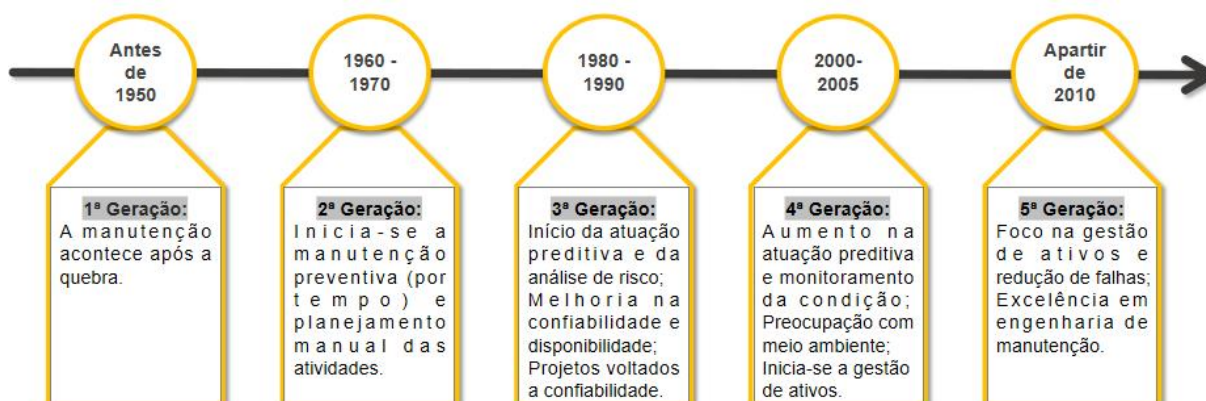 Antes
de
1950
1960 -
1970
1980 -
1990
2000-
2005
Apartir
de
2010
1ª Geração:
A manutenção
acontece após a
quebra.
2ª Geração:
Inicia-se a
manutenção
preventiva (por
tempo) e
planejamento
manual das
atividades.
3ª Geração:
Início da atuação
preditiva e da
análise de risco;
Melhoria na
confiabilidade e
disponibilidade;
Projetos voltados
a confiabilidade.
4ª Geração:
Aumento na
atuação preditiva
e monitoramento
da condição;
Preocupação com
meio ambiente;
Inicia-se a gestão
de ativos.
5ª Geração:
Foco na gestão
de ativos e
redução de falhas;
Excelência em
engenharia de
manutenção.